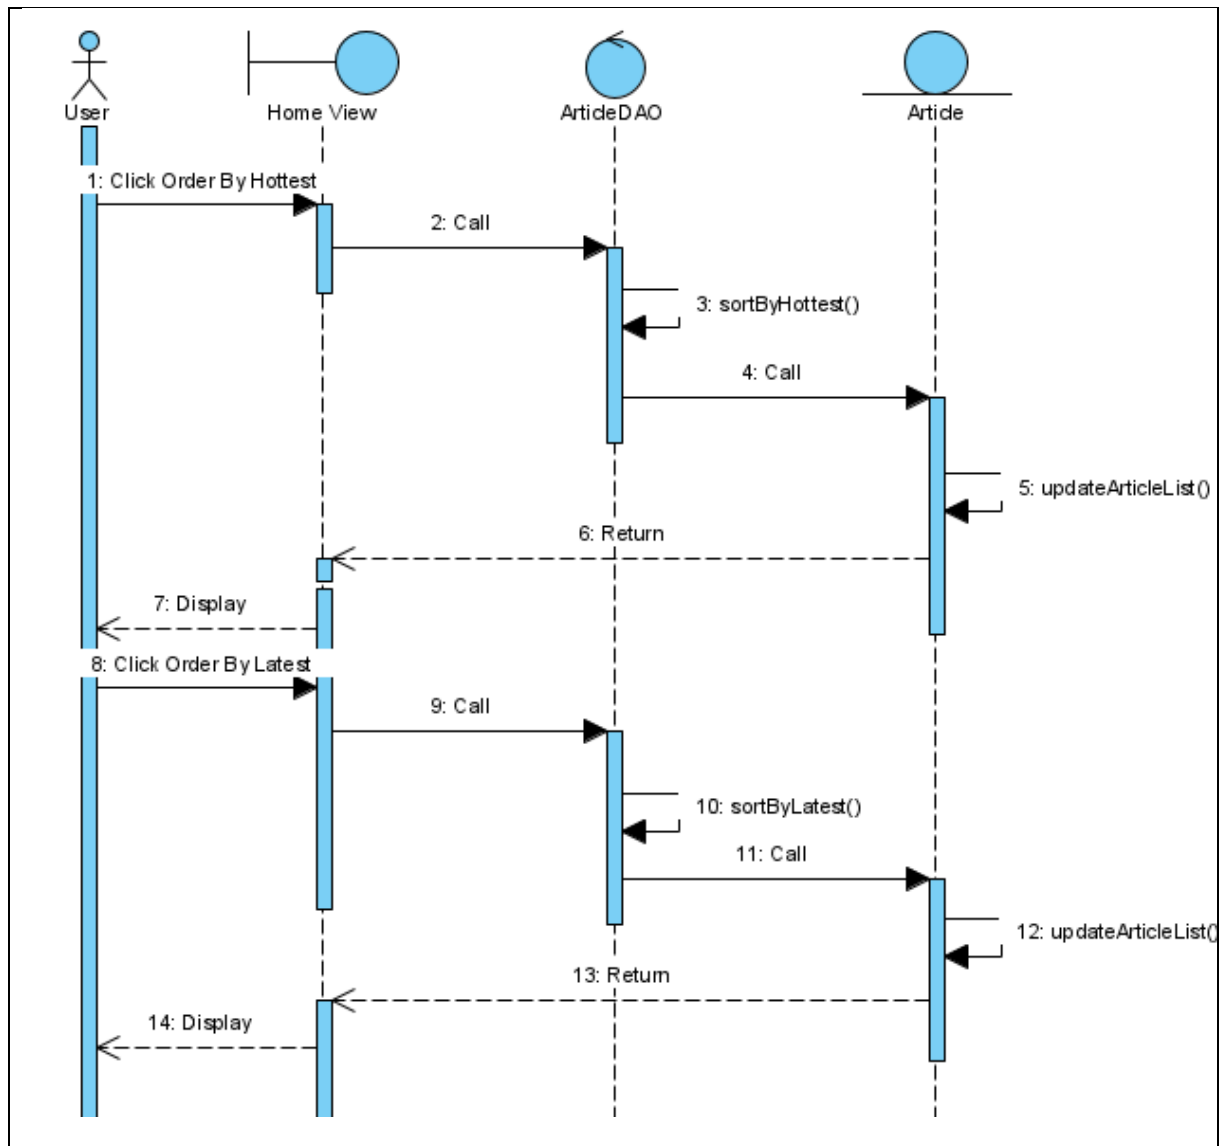 User
Home View
ArticleDAO
Article
1: Click Order By Hottest
2: Call
3: sortByHottest()
4: Call
5: updateArticleList()
6: Return
7: Display
8: Click Order By Latest
9: Call
10: sortByLatest()
11: Call
12: updateArticleList()
13: Return
14: Display